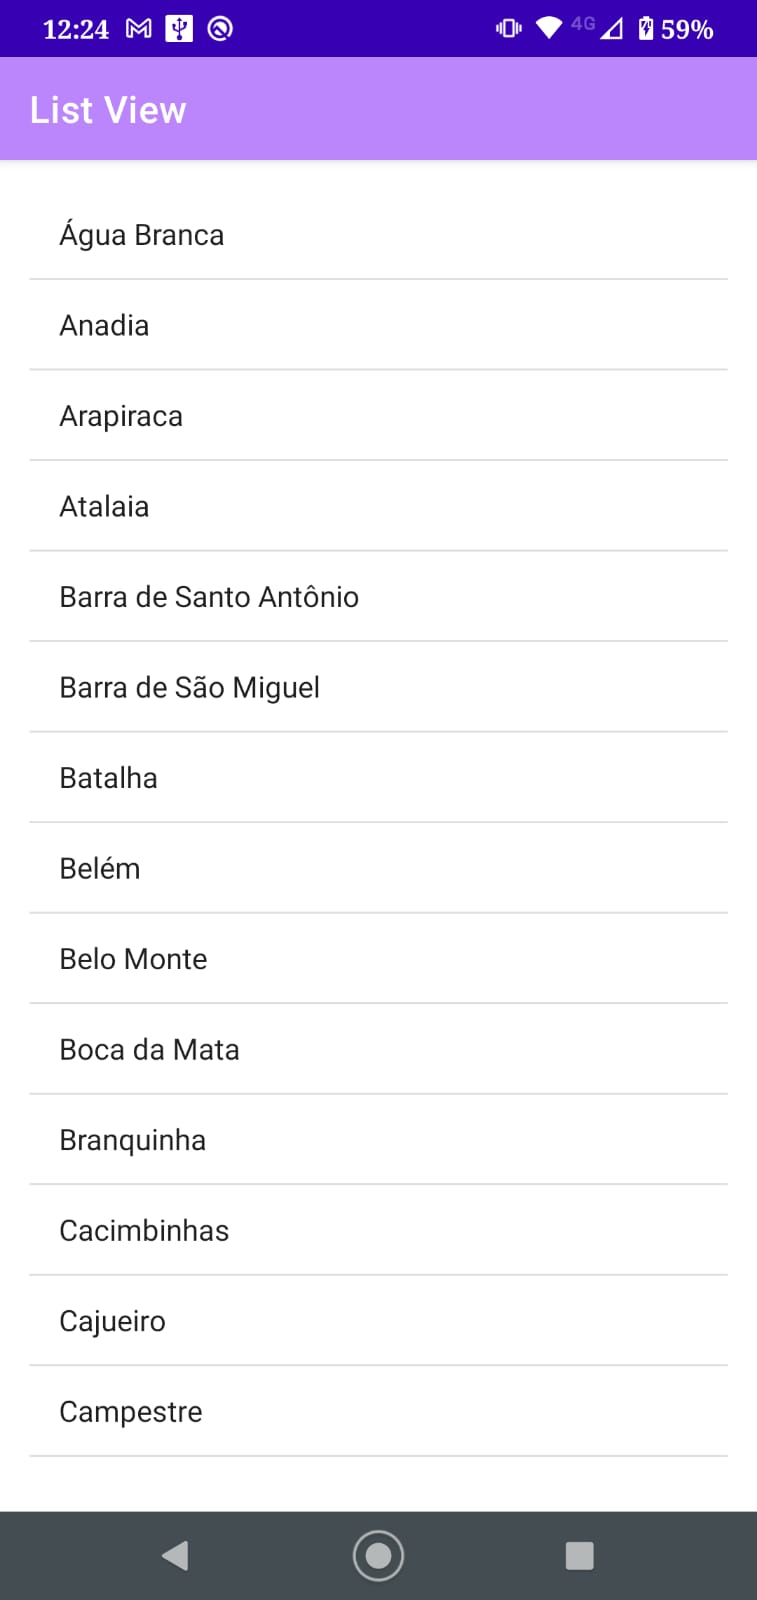 12:24 4G 59%
List View
Água Branca
Anadia
Arapiraca
Atalaia
Barra de Santo Antônio
Barra de São Miguel
Batalha
Belém
Belo Monte
Boca da Mata
Branquinha
Cacimbinhas
Cajueiro
Campestre